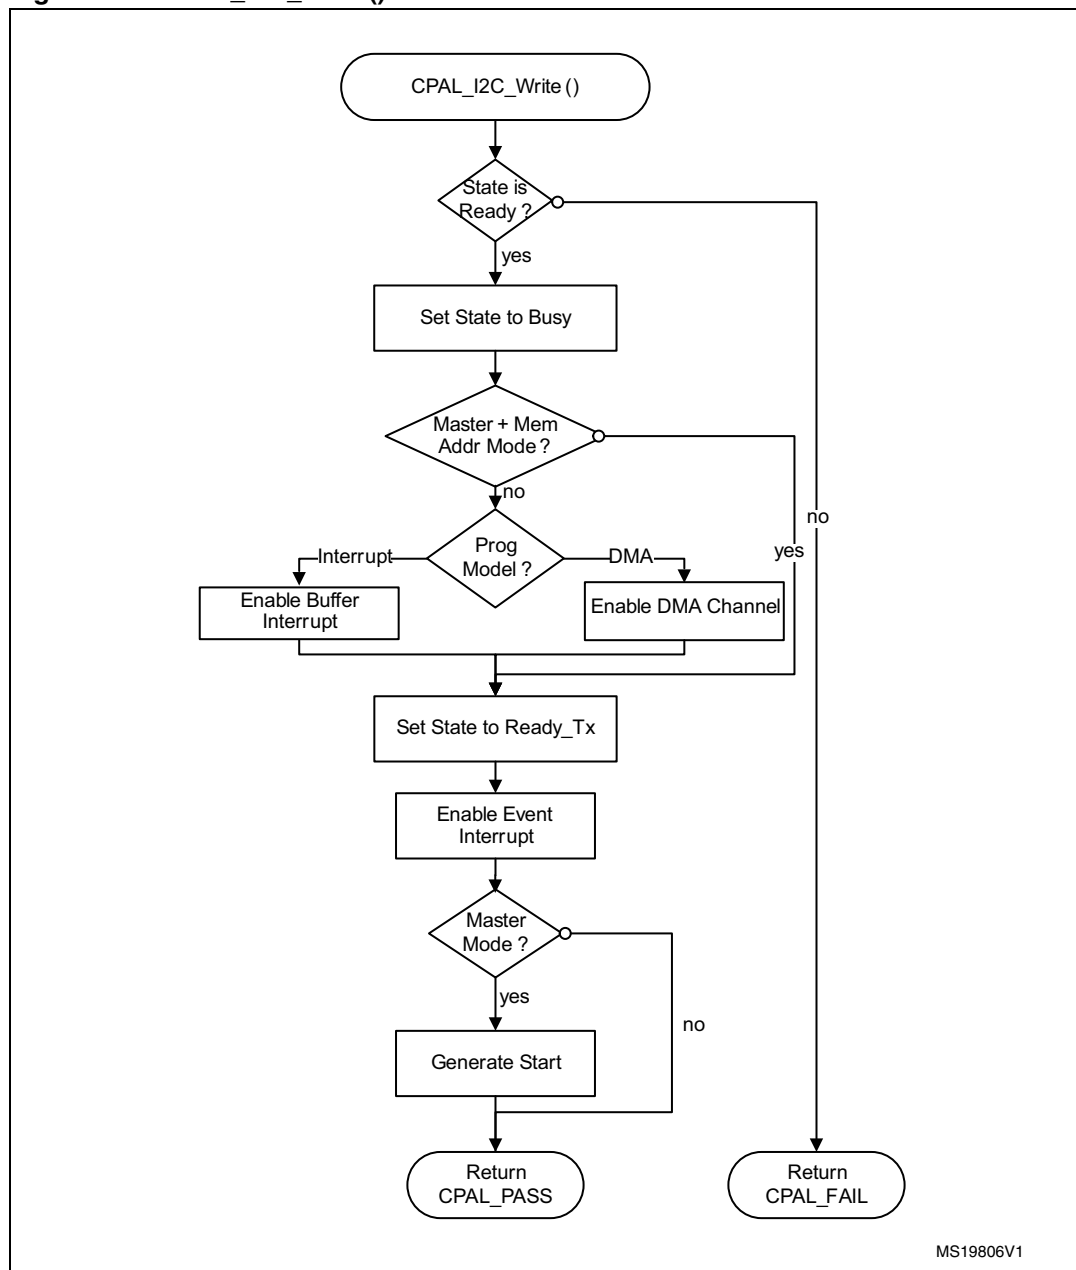 CPAL_I2C_Write ()
State is
Ready ?
yes
Set State to Busy
Master + Mem
Addr Mode ?
no
no
yes
Prog
Model ?
Interrupt
DMA
Enable Buffer
Interrupt
Enable DMA Channel
Set State to Ready_Tx
Enable Event
Interrupt
Master
Mode ?
yes
no
Generate Start
Return
CPAL_PASS
Return
CPAL_FAIL
MS19806V1